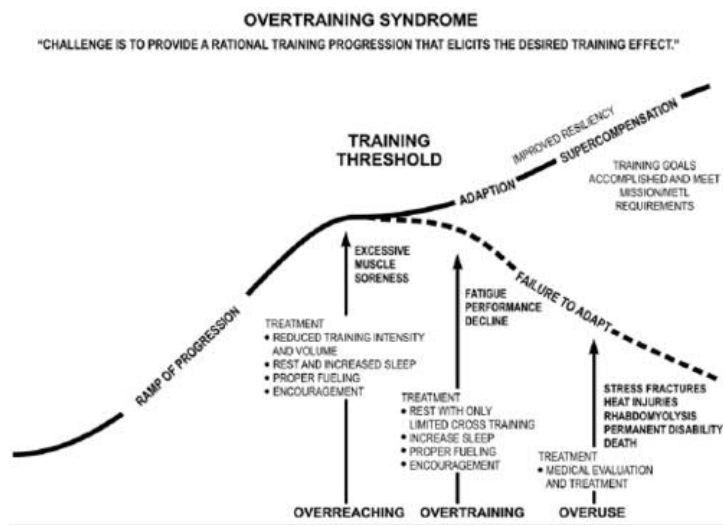 OVERTRAINING SYNDROME
"CHALLENGE IS TO PROVIDE A RATIONAL TRAINING PROGRESSION THAT ELICITS THE DESIRED TRAINING EFFECT."
TRAINING
THRESHOLD
RAMP OF PROGRESSION
ADAPTION
IMPROVED RESILIENCY
SUPERCOMPENSATION
TRAINING GOALS
ACCOMPLISHED AND MEET
MISSION/METL
REQUIREMENTS
FAILURE TO ADAPT
EXCESSIVE
MUSCLE
SORENESS
TREATMENT
• REDUCED TRAINING INTENSITY
AND VOLUME
• REST AND INCREASED SLEEP
• PROPER FUELING
• ENCOURAGEMENT
OVERREACHING
FATIGUE
PERFORMANCE
DECLINE
TREATMENT
• REST WITH ONLY
LIMITED CROSS TRAINING
• INCREASE SLEEP
• PROPER FUELING
• ENCOURAGEMENT
OVERTRAINING
STRESS FRACTURES
HEAT INJURIES
RHABDOMYOLYSIS
PERMANENT DISABILITY
DEATH
TREATMENT
• MEDICAL EVALUATION
AND TREATMENT
OVERUSE